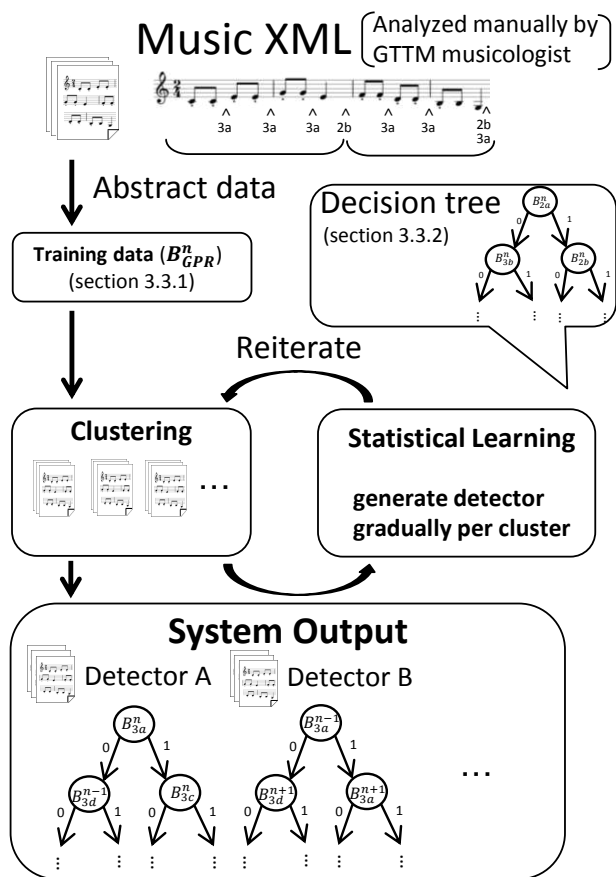 Music XML
Analyzed manually by
GTTM musicologist
2 4
3a 3a 3a 2b 3a 3a 2b
3a
Abstract data
Training data (B^n_GPR)
(section 3.3.1)
Decision tree
(section 3.3.2)
B^n_2a
0 1
B^n_3b B^n_2b
0 1 0 1
⋮ ⋮ ⋮ ⋮
Reiterate
Clustering
...
Statistical Learning
generate detector
gradually per cluster
System Output
Detector A
Detector B
B^n_3a B^{n-1}_3a
0 1 0 1
...
B^{n-1}_3d B^n_3c B^{n+1}_3d B^{n+1}_3a
0 1 0 1 0 1 0 1
⋮ ⋮ ⋮ ⋮ ⋮ ⋮ ⋮ ⋮